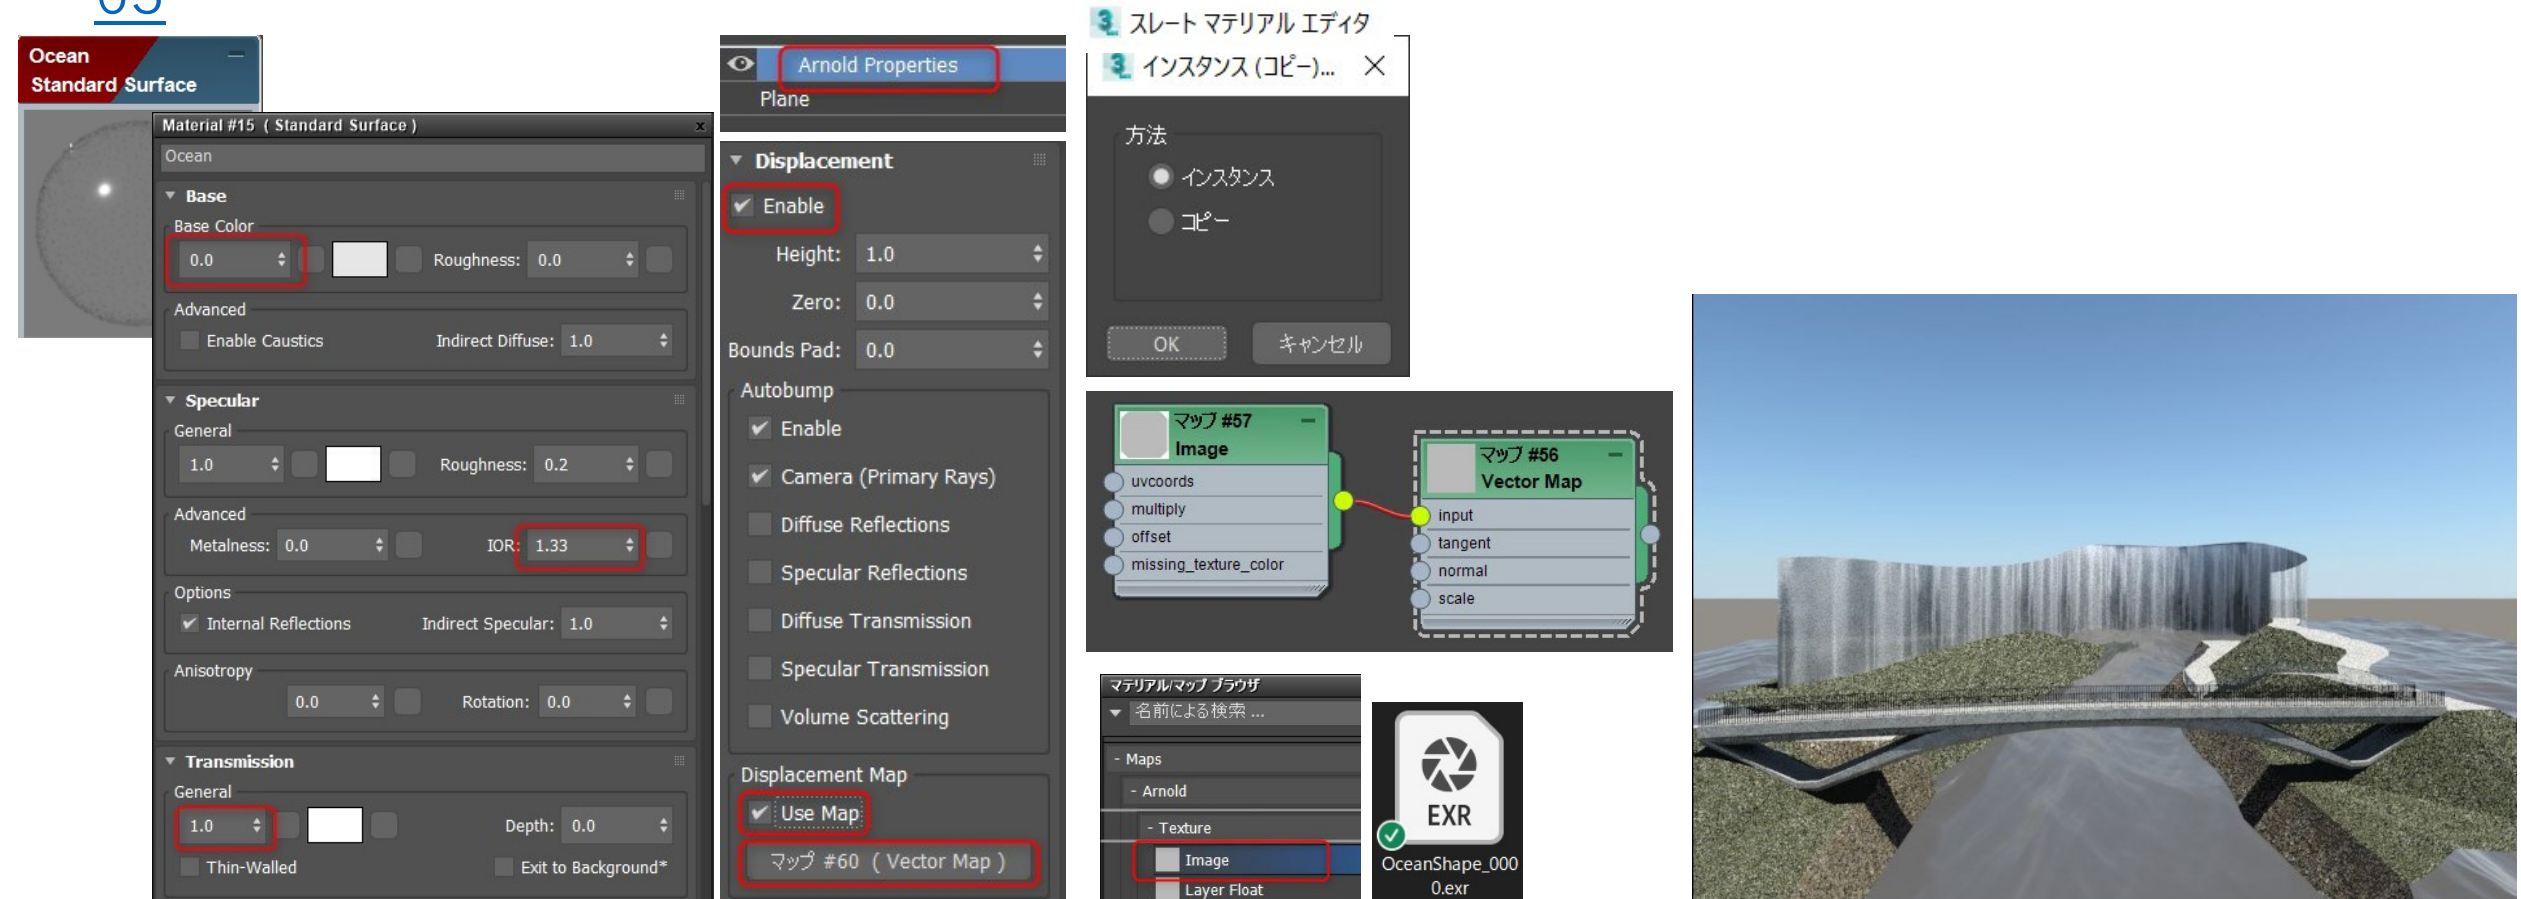 05
Ocean
Standard Surface
Material #15 ( Standard Surface )
x
Ocean
Base
Base Color
0.0
Roughness: 0.0
Advanced
Enable Caustics
Indirect Diffuse: 1.0
Specular
General
1.0
Roughness: 0.2
Advanced
Metalness: 0.0
IOR: 1.33
Options
Internal Reflections
Indirect Specular: 1.0
Anisotropy
0.0
Rotation: 0.0
Transmission
General
1.0
Depth: 0.0
Thin-Walled
Exit to Background*
Arnold Properties
Plane
Displacement
Enable
Height: 1.0
Zero: 0.0
Bounds Pad: 0.0
Autobump
Enable
Camera (Primary Rays)
Diffuse Reflections
Specular Reflections
Diffuse Transmission
Specular Transmission
Volume Scattering
Displacement Map
Use Map
マップ #60 ( Vector Map )
スレート マテリアル エディタ
インスタンス (コピー)...
方法
インスタンス
コピー
OK
キャンセル
マップ #57
Image
uvcoords
multiply
offset
missing_texture_color
マップ #56
Vector Map
input
tangent
normal
scale
マテリアル/マップ ブラウザ
名前による検索 ...
- Maps
- Arnold
- Texture
Image
Layer Float
EXR
OceanShape_000
0.exr